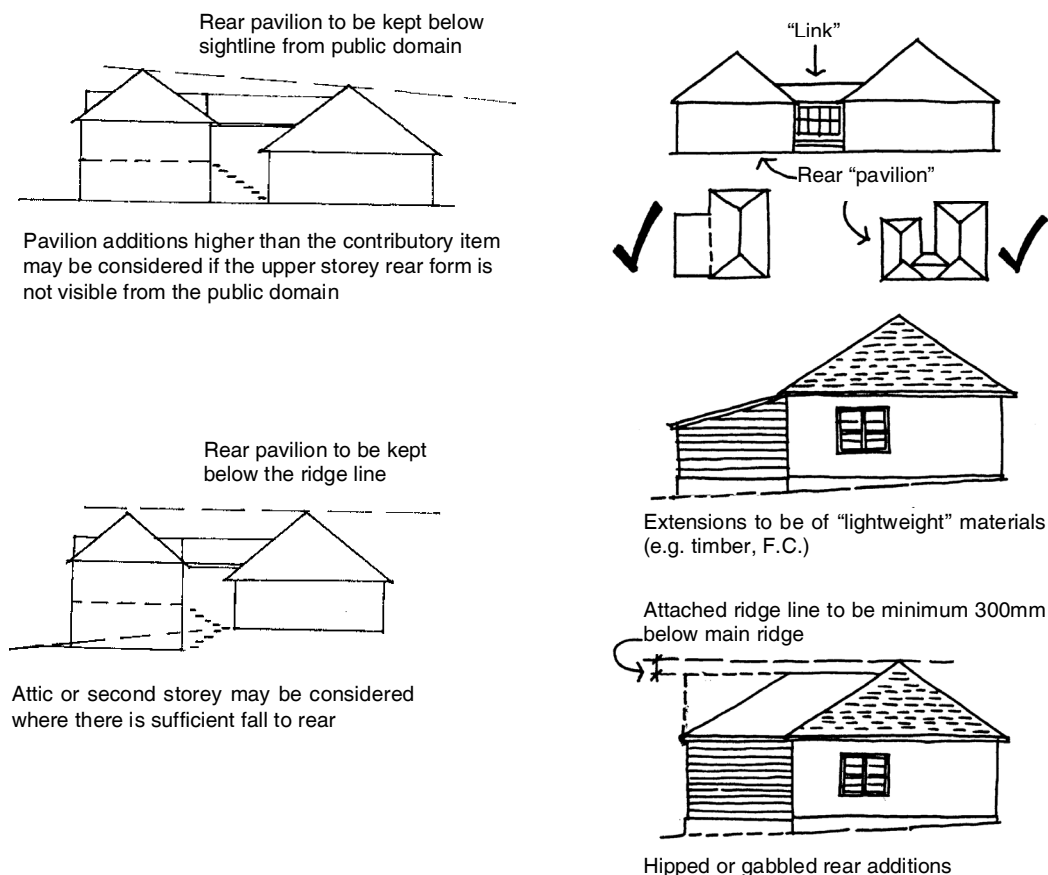 Rear pavilion to be kept below
sightline from public domain
Pavilion additions higher than the contributory item
may be considered if the upper storey rear form is
not visible from the public domain
Rear pavilion to be kept
below the ridge line
Attic or second storey may be considered
where there is sufficient fall to rear
“Link”
Rear “pavilion”
Extensions to be of “lightweight” materials
(e.g. timber, F.C.)
Attached ridge line to be minimum 300mm
below main ridge
Hipped or gabbled rear additions